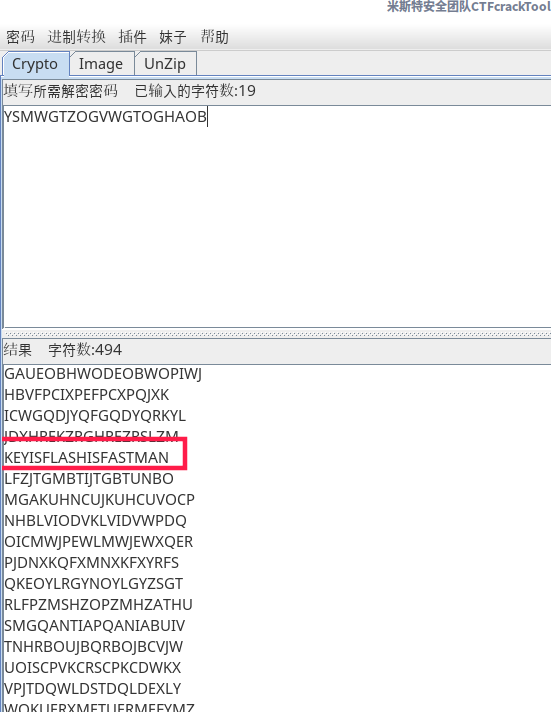 米斯特安全团队CTFcrackTool
密码 进制转换 插件 妹子 帮助
Crypto Image UnZip
填写所需解密密码 已输入的字符数:19
YSMWGTZOGVWGTOGHAOB
结果 字符数:494
GAUEOBHWODEOBWOPIWJ
HBVFPCIXPEFPCXPQJXK
ICWGQDJYQFGQDYQRKYL
JDXHREKZRGHREZRSLZM
KEYISFLASHISFASTMAN
LFZJTGMBTIJTGBTUNBO
MGAKUHNCUJKUHCUVOCP
NHBLVIODVKLVIDVWPDQ
OICMWJPEWLMWJEWXQER
PJDNXKQFXMNXKFXYRFS
QKEOYLRGYNOYLGYZSGT
RLFPZMSHZOPZMHZATHU
SMGQANTIAPQANIABUIV
TNHRBOUJBQRBOJBCVJW
UOISCPVKCRSCPKCDWKX
VPJTDQWLDSTDQLDEXLY
WQKUERXMETUERMEFYMZ